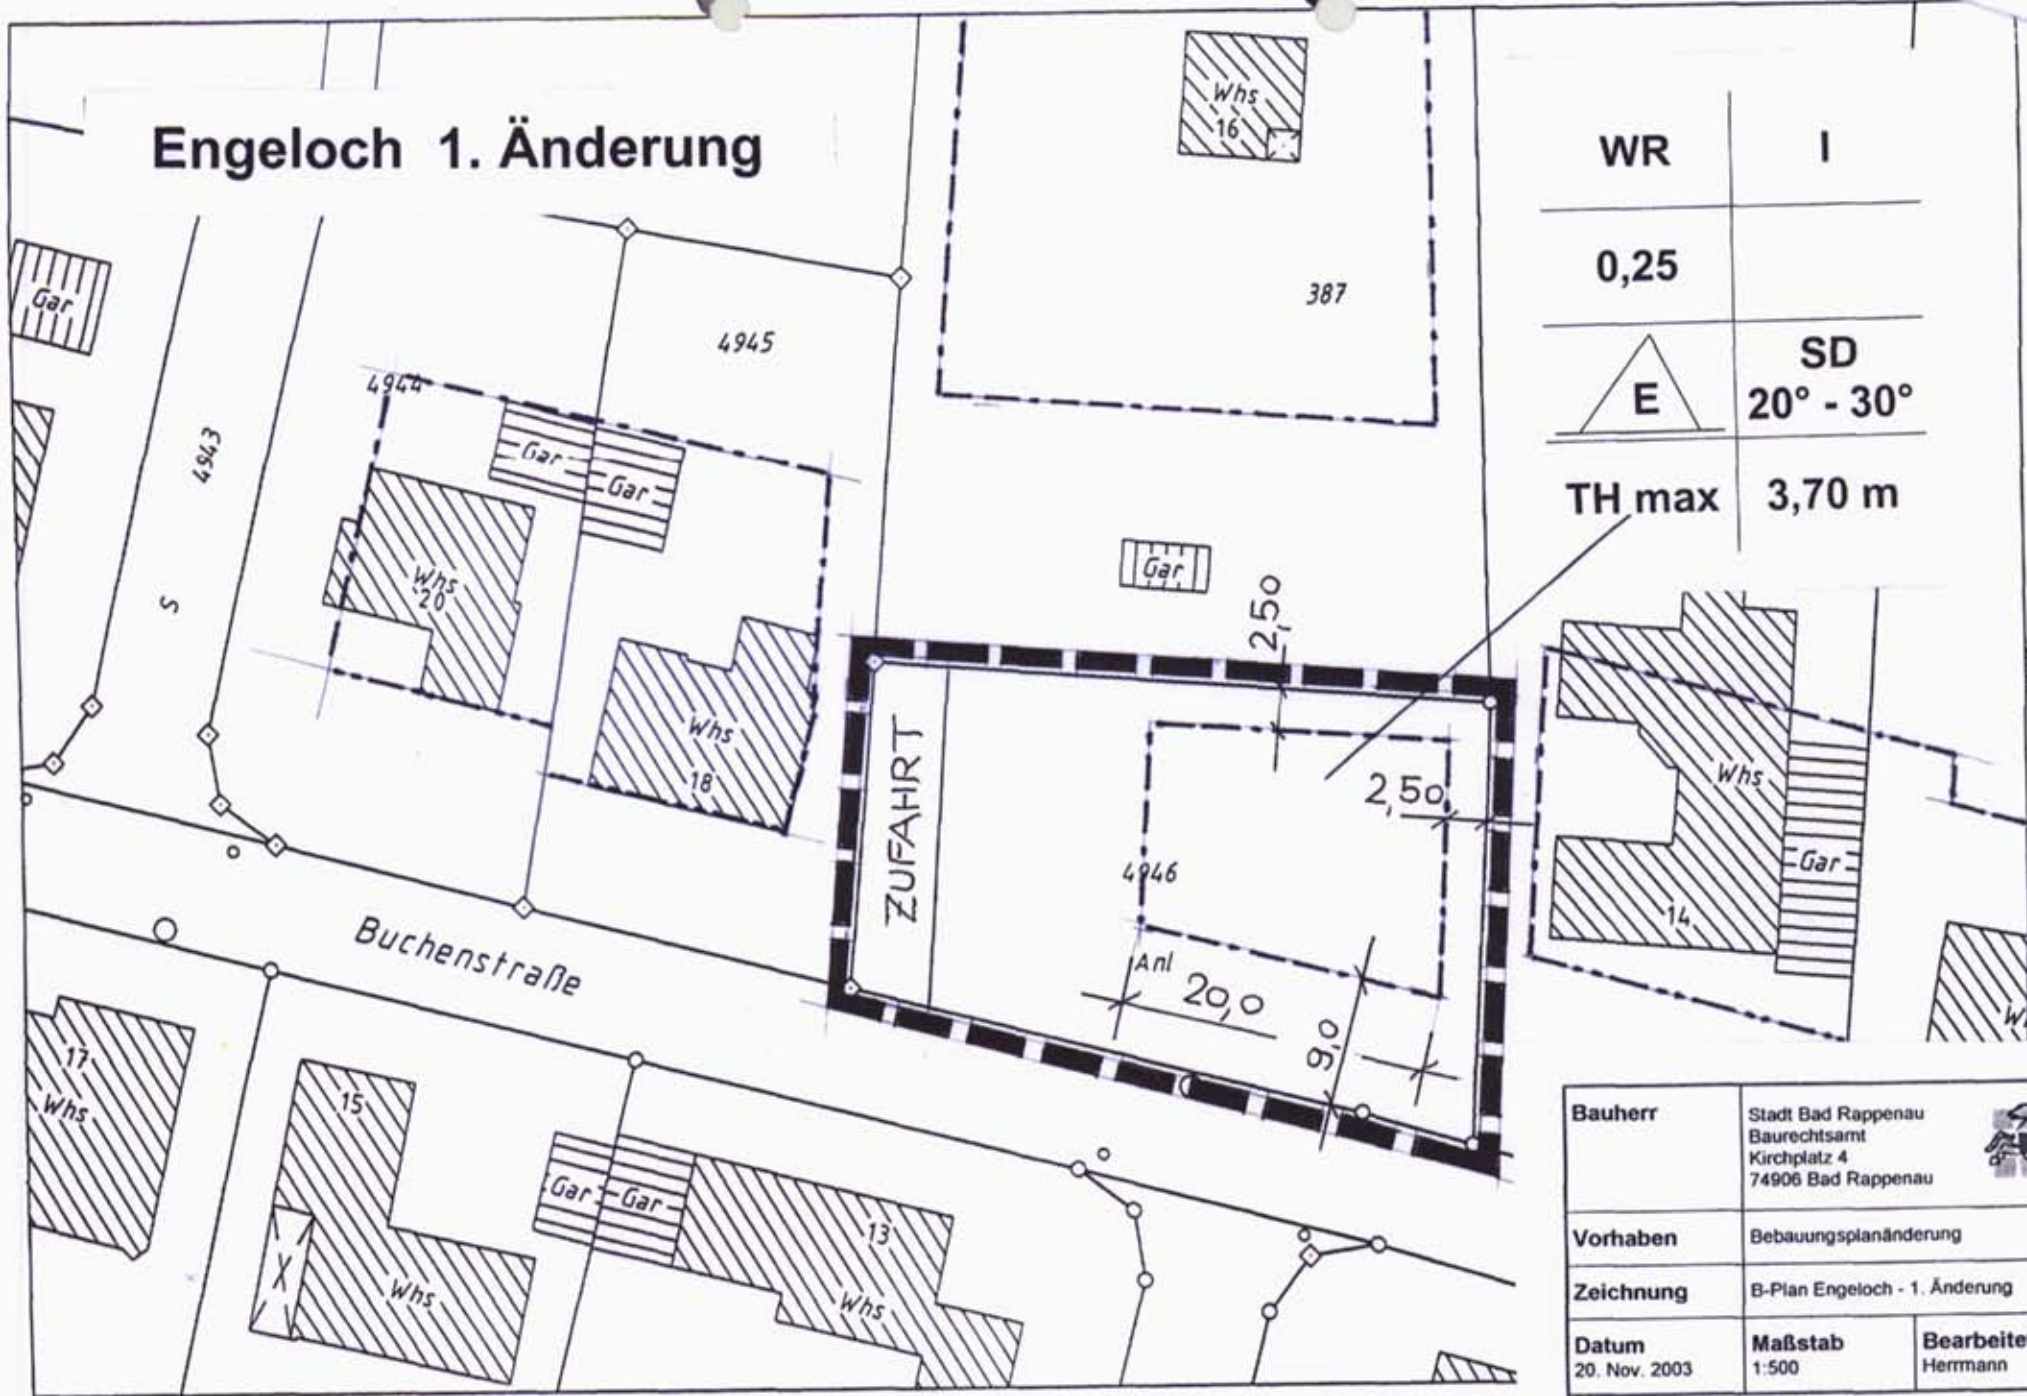 Engeloch 1. Änderung
WR I
0,25
E
SD
20° - 30°
TH max 3,70 m
Whs
16
387
Gar
4945
4944
4943
Gar
Gar
Whs
20
S
Whs
18
Gar
2,50
ZUFAHRT
2,50
4946
Anl
20,0
9,0
Whs
Gar
14
Buchenstraße
17
Whs
15
Whs
Gar
Gar
13
Whs
Bauherr
Stadt Bad Rappenau
Baurechtsamt
Kirchplatz 4
74906 Bad Rappenau
Vorhaben Bebauungsplanänderung
Zeichnung B-Plan Engeloch - 1. Änderung
Datum Maßstab Bearbeite
20. Nov. 2003 1:500 Herrmann